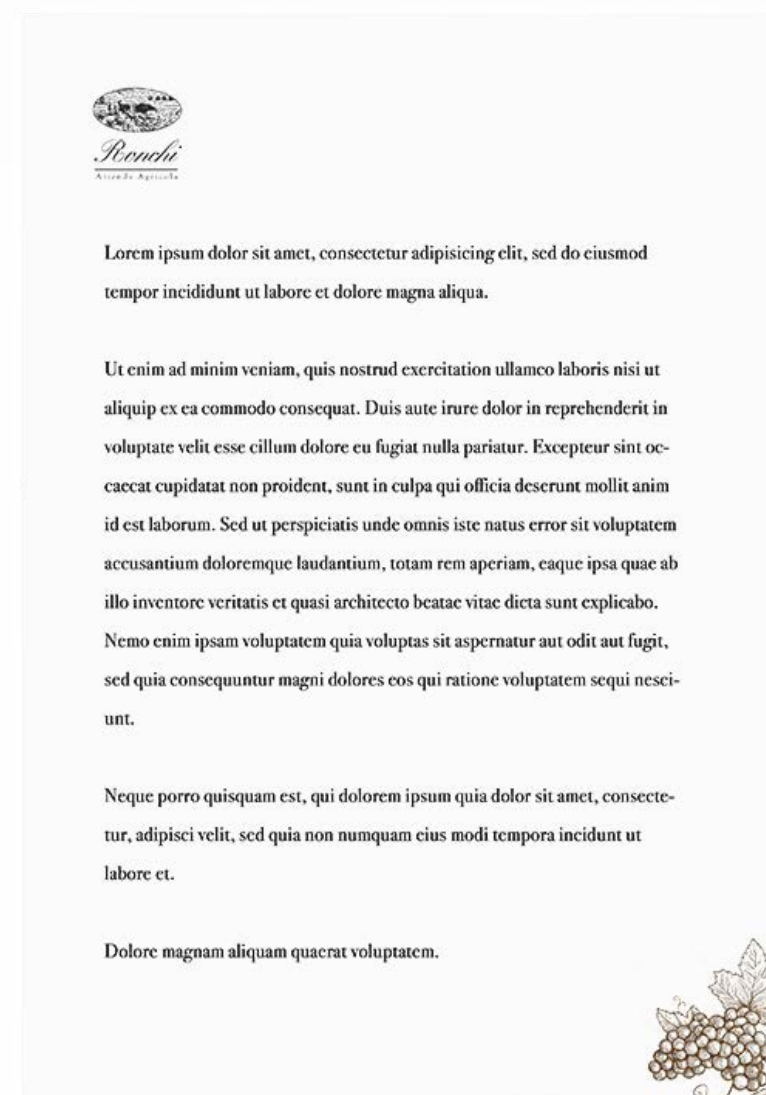 Ronchi
Azienda Agricola
Lorem ipsum dolor sit amet, consectetur adipisicing elit, sed do eiusmod
tempor incididunt ut labore et dolore magna aliqua.
Ut enim ad minim veniam, quis nostrud exercitation ullamco laboris nisi ut
aliquip ex ea commodo consequat. Duis aute irure dolor in reprehenderit in
voluptate velit esse cillum dolore eu fugiat nulla pariatur. Excepteur sint oc-
caecat cupidatat non proident, sunt in culpa qui officia deserunt mollit anim
id est laborum. Sed ut perspiciatis unde omnis iste natus error sit voluptatem
accusantium doloremque laudantium, totam rem aperiam, eaque ipsa quae ab
illo inventore veritatis et quasi architecto beatae vitae dicta sunt explicabo.
Nemo enim ipsam voluptatem quia voluptas sit aspernatur aut odit aut fugit,
sed quia consequuntur magni dolores eos qui ratione voluptatem sequi nesci-
unt.
Neque porro quisquam est, qui dolorem ipsum quia dolor sit amet, consecte-
tur, adipisci velit, sed quia non numquam eius modi tempora incidunt ut
labore et.
Dolore magnam aliquam quaerat voluptatem.